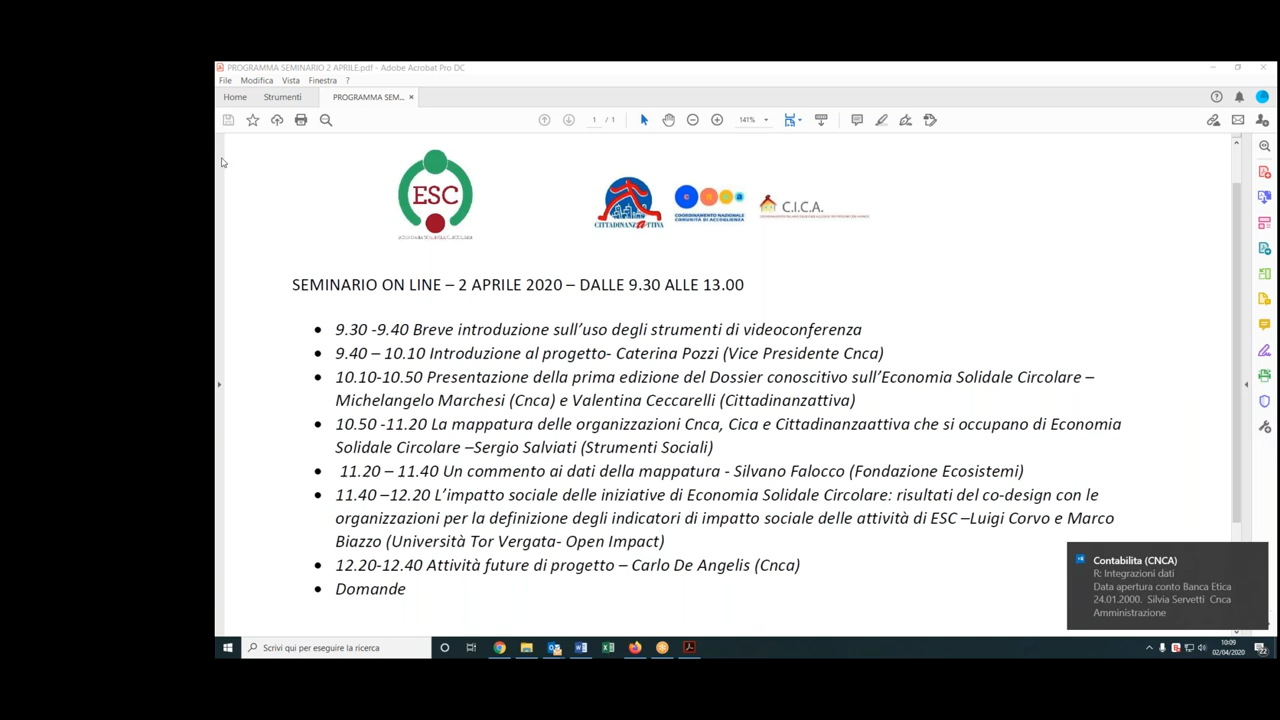 PROGRAMMA SEMINARIO 2 APRILE.pdf - Adobe Acrobat Pro DC
File Modifica Vista Finestra ?
Home Strumenti PROGRAMMA SEM... ×
1 / 1 141%
ESC
CITTADINANZATTIVA
COORDINAMENTO NAZIONALE
COMUNITÀ DI ACCOGLIENZA
C.I.C.A.
SEMINARIO ON LINE – 2 APRILE 2020 – DALLE 9.30 ALLE 13.00
• 9.30 -9.40 Breve introduzione sull’uso degli strumenti di videoconferenza
• 9.40 – 10.10 Introduzione al progetto- Caterina Pozzi (Vice Presidente Cnca)
• 10.10-10.50 Presentazione della prima edizione del Dossier conoscitivo sull’Economia Solidale Circolare –
Michelangelo Marchesi (Cnca) e Valentina Ceccarelli (Cittadinanzattiva)
• 10.50 -11.20 La mappatura delle organizzazioni Cnca, Cica e Cittadinanzaattiva che si occupano di Economia
Solidale Circolare –Sergio Salviati (Strumenti Sociali)
• 11.20 – 11.40 Un commento ai dati della mappatura - Silvano Falocco (Fondazione Ecosistemi)
• 11.40 –12.20 L’impatto sociale delle iniziative di Economia Solidale Circolare: risultati del co-design con le
organizzazioni per la definizione degli indicatori di impatto sociale delle attività di ESC –Luigi Corvo e Marco
Biazzo (Università Tor Vergata- Open Impact)
• 12.20-12.40 Attività future di progetto – Carlo De Angelis (Cnca)
• Domande
Contabilita (CNCA)
R: Integrazioni dati
Data apertura conto Banca Etica
24.01.2000. Silvia Servetti Cnca
Amministrazione
Scrivi qui per eseguire la ricerca
10:09
02/04/2020
22